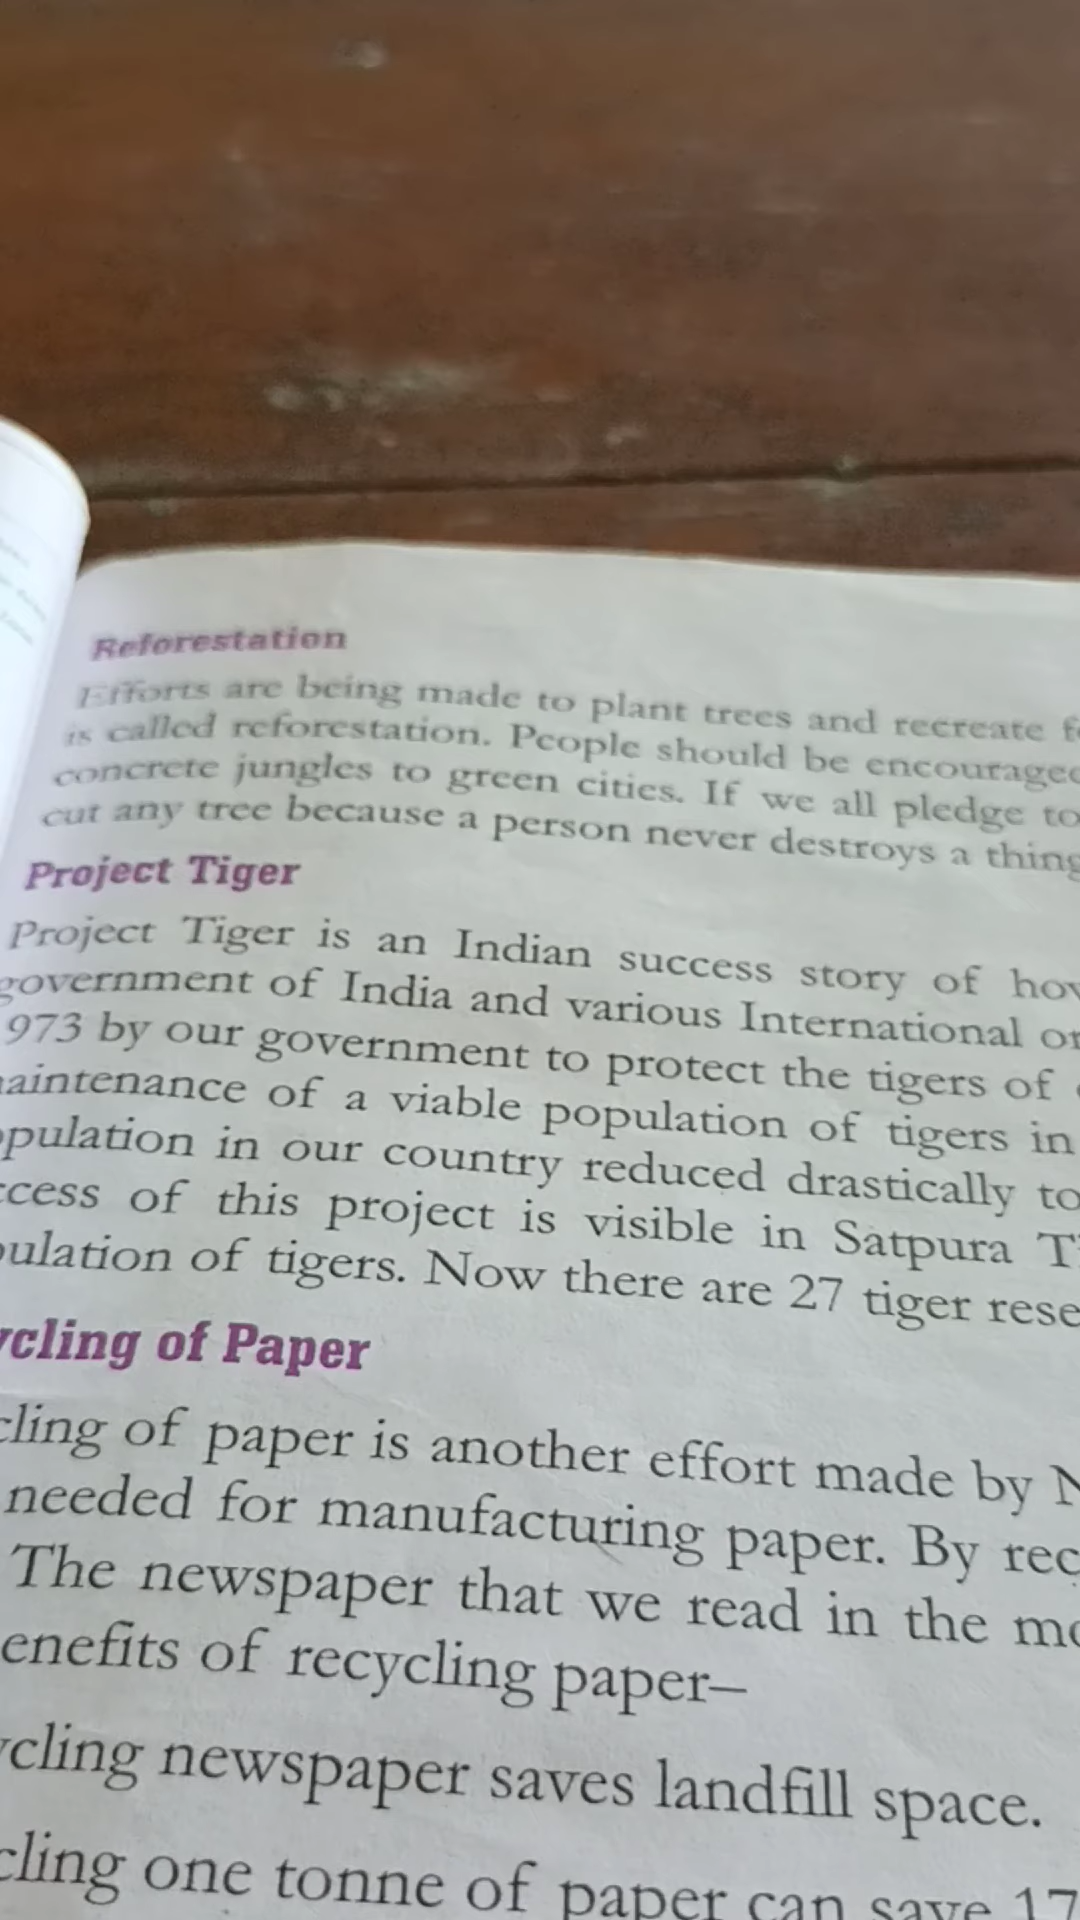 Reforestation
Efforts are being made to plant trees and recreate f
is called reforestation. People should be encouraged
concrete jungles to green cities. If we all pledge to
cut any tree because a person never destroys a thing
Project Tiger
Project Tiger is an Indian success story of how
government of India and various International or
973 by our government to protect the tigers of
aintenance of a viable population of tigers in
pulation in our country reduced drastically to
ccess of this project is visible in Satpura Ti
ulation of tigers. Now there are 27 tiger rese
ycling of Paper
cling of paper is another effort made by N
needed for manufacturing paper. By rec
The newspaper that we read in the mo
enefits of recycling paper–
ycling newspaper saves landfill space.
cling one tonne of paper can save 17